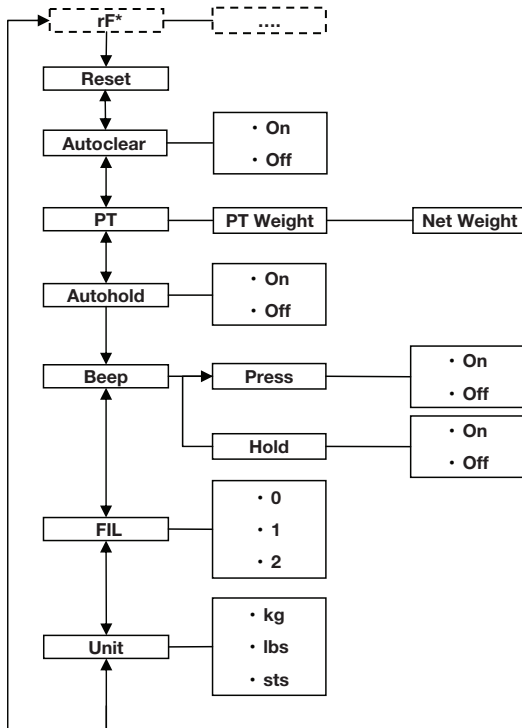 rF*
....
Reset
Autoclear
· On
· Off
PT
PT Weight
Net Weight
Autohold
· On
· Off
Beep
Press
· On
· Off
Hold
· On
· Off
FIL
· 0
· 1
· 2
Unit
· kg
· lbs
· sts